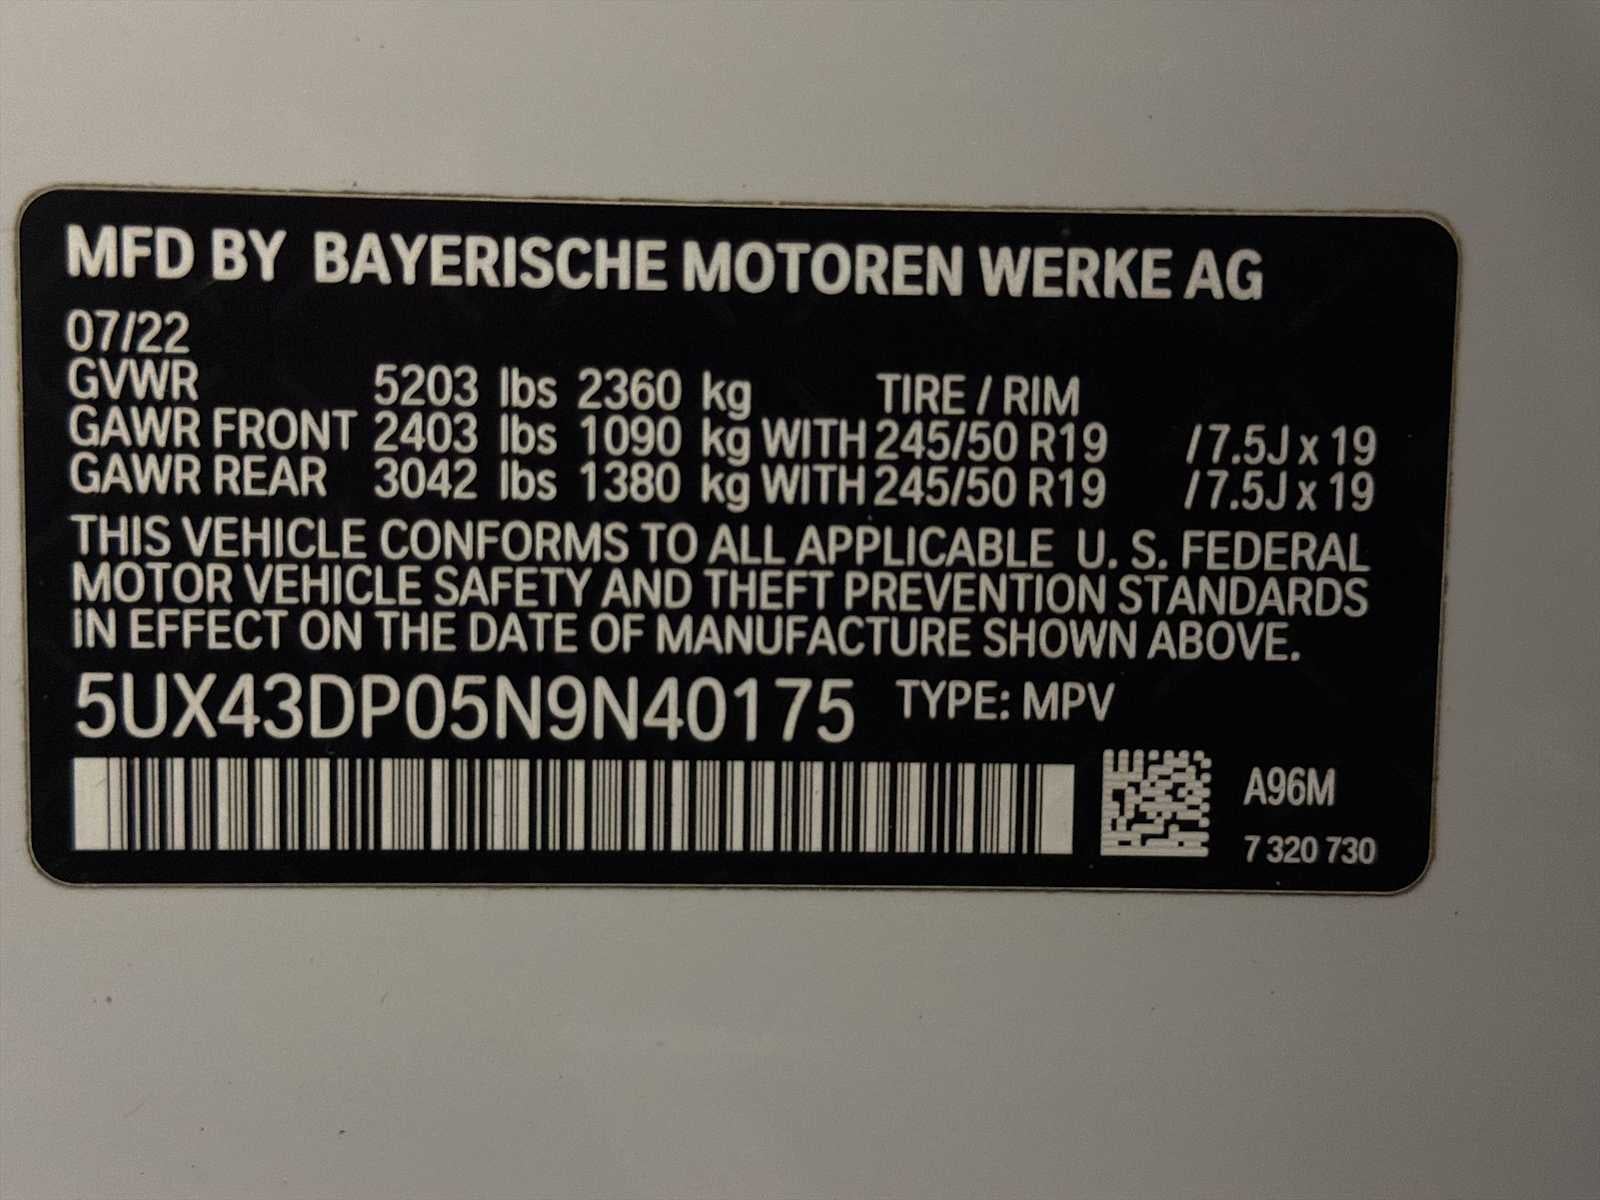 MFD BY BAYERISCHE MOTOREN WERKE AG
07/22
GVWR 5203 lbs 2360 kg TIRE / RIM
GAWR FRONT 2403 lbs 1090 kg WITH 245/50 R19 /7.5J x 19
GAWR REAR 3042 lbs 1380 kg WITH 245/50 R19 /7.5J x 19
THIS VEHICLE CONFORMS TO ALL APPLICABLE U. S. FEDERAL
MOTOR VEHICLE SAFETY AND THEFT PREVENTION STANDARDS
IN EFFECT ON THE DATE OF MANUFACTURE SHOWN ABOVE.
5UX43DP05N9N40175 TYPE: MPV
A96M
7 320 730